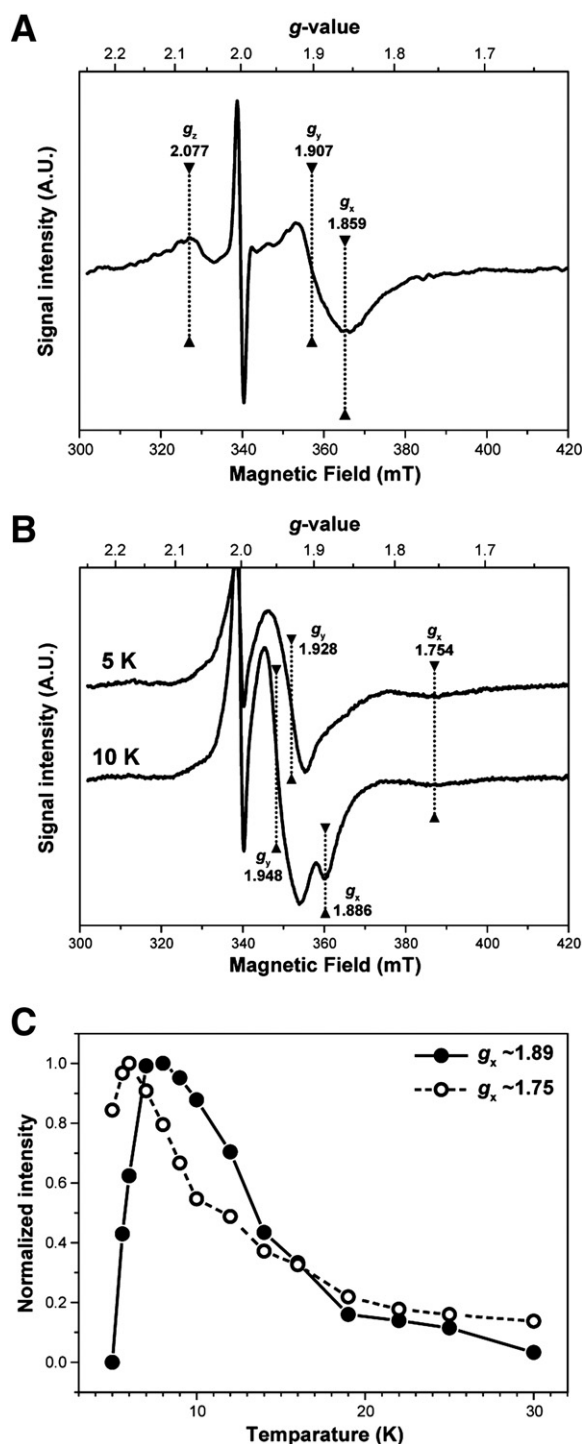 A
g-value
2.2 2.1 2.0 1.9 1.8 1.7
gz
2.077
gy
1.907
gx
1.859
Signal intensity (A.U.)
300 320 340 360 380 400 420
Magnetic Field (mT)
B
g-value
2.2 2.1 2.0 1.9 1.8 1.7
5 K
gy
1.928
gx
1.754
10 K
gy
1.948
gx
1.886
Signal intensity (A.U.)
300 320 340 360 380 400 420
Magnetic Field (mT)
C
gx ~1.89
gx ~1.75
1.0
0.8
0.6
0.4
0.2
0.0
Normalized intensity
10 20 30
Temparature (K)